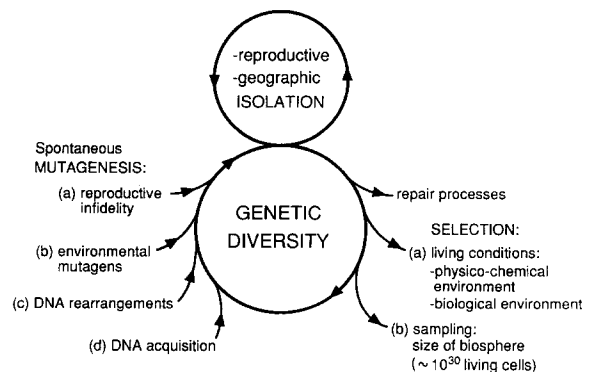 -reproductive
-geographic
ISOLATION
Spontaneous
MUTAGENESIS:
(a) reproductive
infidelity
(b) environmental
mutagens
(c) DNA rearrangements
(d) DNA acquisition
GENETIC
DIVERSITY
repair processes
SELECTION:
(a) living conditions:
-physico-chemical
environment
-biological environment
(b) sampling:
size of biosphere
(~ 10³⁰ living cells)